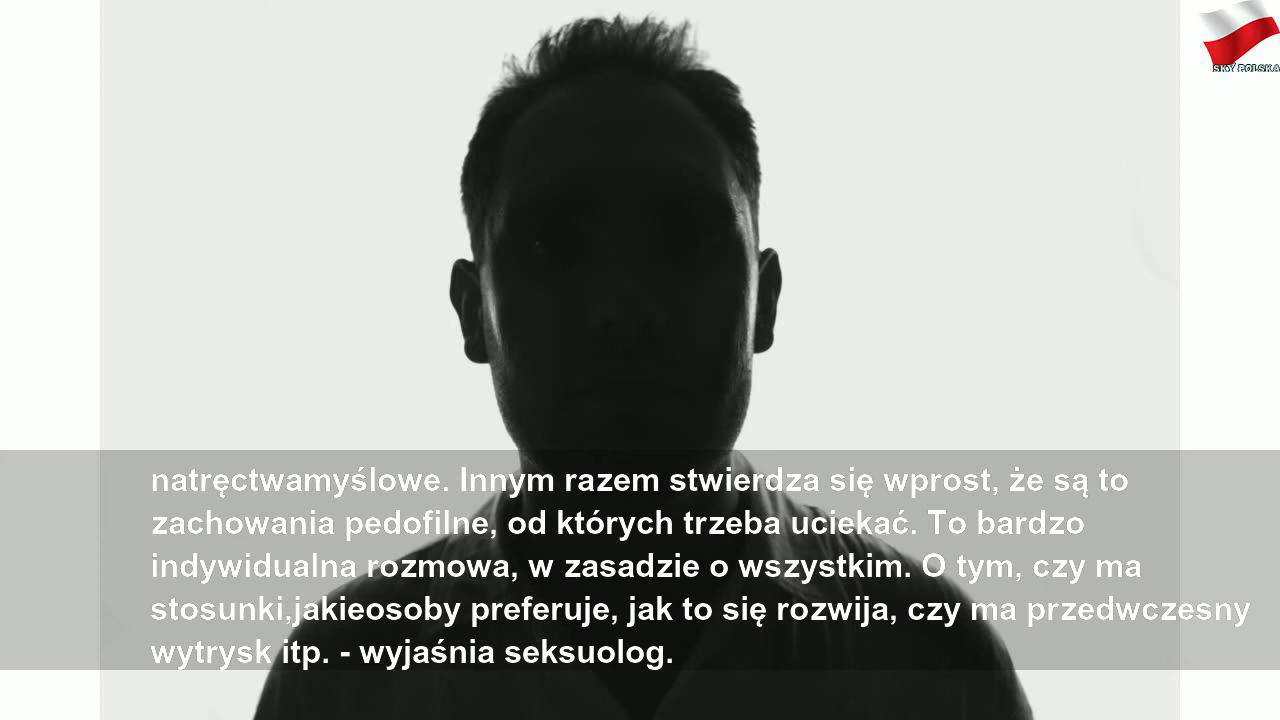 SKY POLSKA
natręctwamyślowe. Innym razem stwierdza się wprost, że są to
zachowania pedofilne, od których trzeba uciekać. To bardzo
indywidualna rozmowa, w zasadzie o wszystkim. O tym, czy ma
stosunki,jakieosoby preferuje, jak to się rozwija, czy ma przedwczesny
wytrysk itp. - wyjaśnia seksuolog.